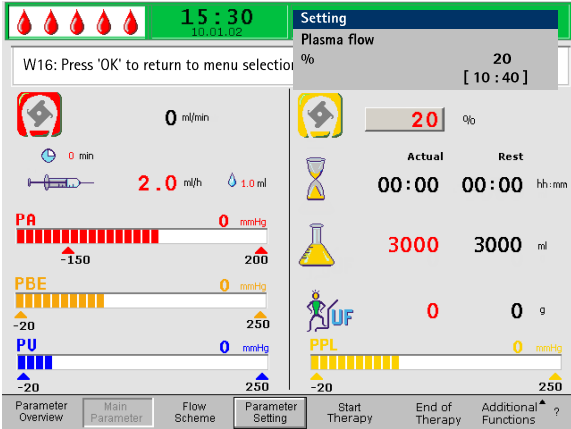 15:30
10.01.02
Setting
Plasma flow
%
20
[ 10 : 40 ]
W16: Press 'OK' to return to menu selectio
0 ml/min
20 %
0 min
Actual Rest
2.0 ml/h 1.0 ml
00:00 00:00 hh:mm
PA 0 mmHg
-150 200
3000 3000 ml
PBE 0 mmHg
-20 250
UF 0 0 g
PV 0 mmHg
-20 250
PPL 0 mmHg
-20 250
Parameter Overview
Main Parameter
Flow Scheme
Parameter Setting
Start Therapy
End of Therapy
Additional Functions
?